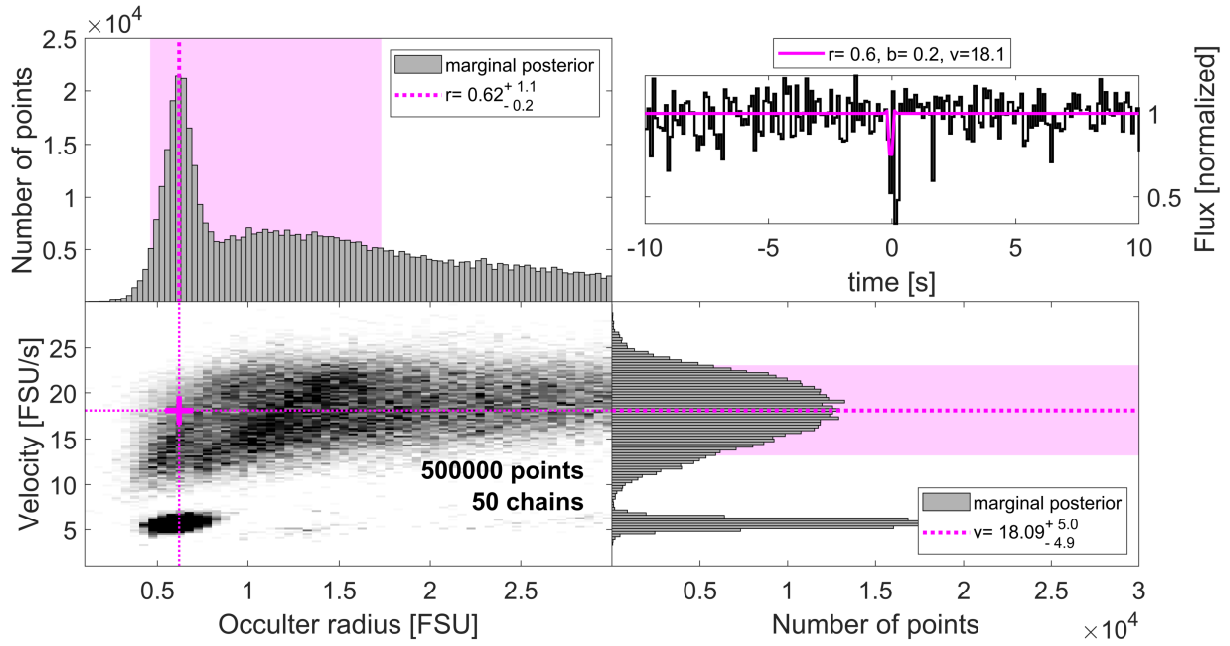 ×10⁴
2.5
2
1.5
1
0.5
Number of points
marginal posterior
r= 0.62 + 1.1 - 0.2
r= 0.6, b= 0.2, v=18.1
1
0.5
Flux [normalized]
-10 -5 0 5 10
time [s]
25
20
15
10
5
Velocity [FSU/s]
500000 points
50 chains
marginal posterior
v= 18.09 + 5.0 - 4.9
0.5 1 1.5 2 2.5
Occulter radius [FSU]
0.5 1 1.5 2 2.5 3
Number of points
×10⁴